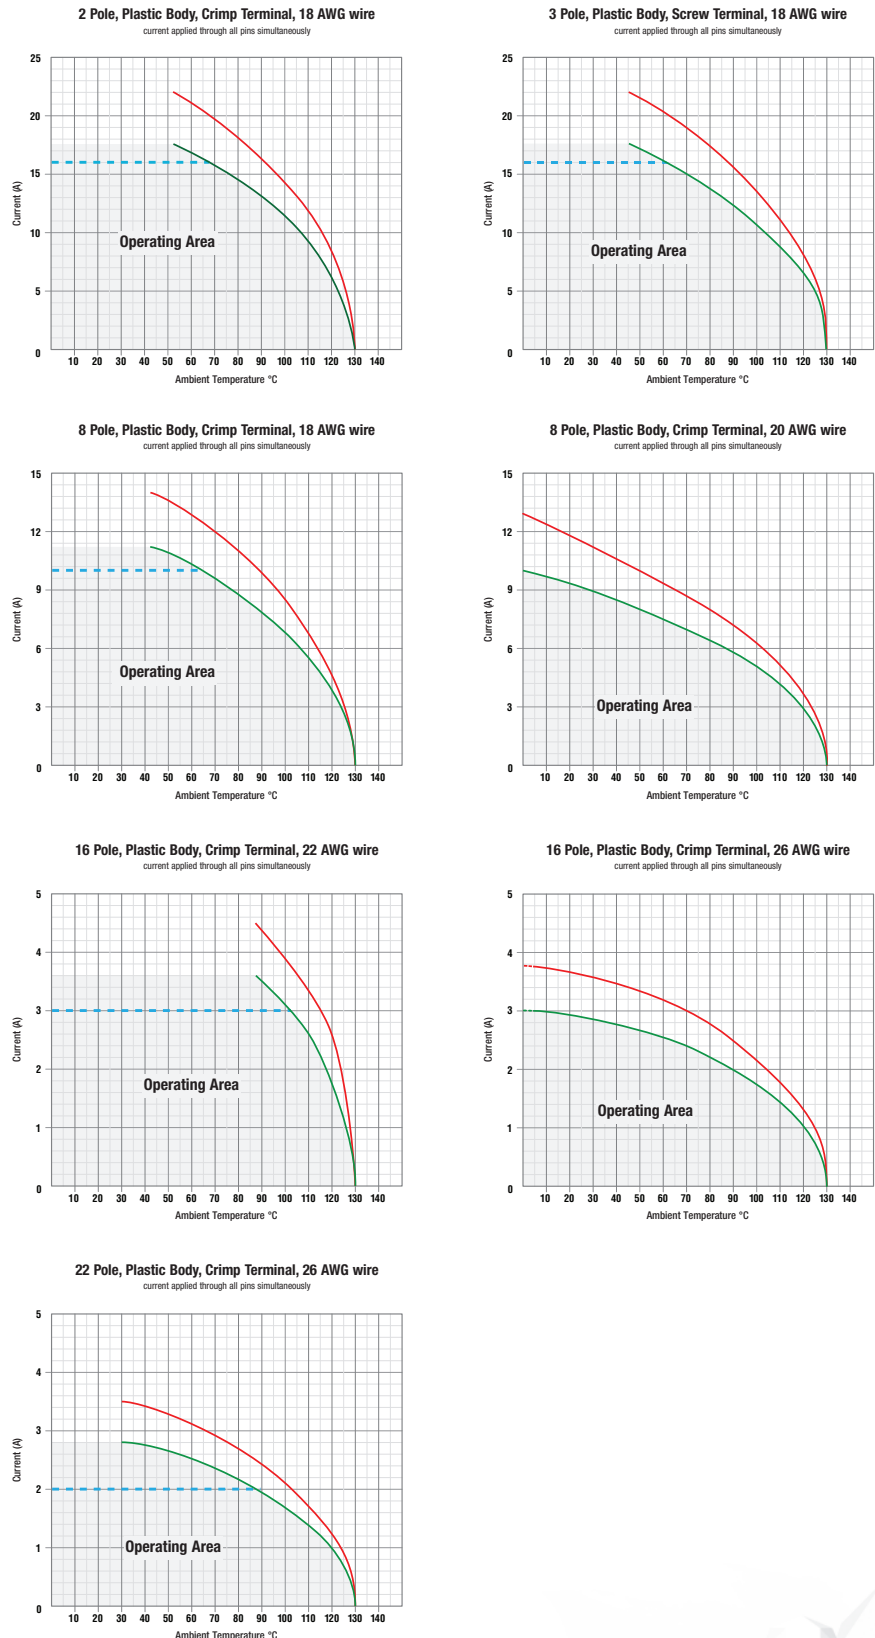 2 Pole, Plastic Body, Crimp Terminal, 18 AWG wire
current applied through all pins simultaneously
25
20
15
10
5
0
Current (A)
Operating Area
10 20 30 40 50 60 70 80 90 100 110 120 130 140
Ambient Temperature °C
3 Pole, Plastic Body, Screw Terminal, 18 AWG wire
current applied through all pins simultaneously
25
20
15
10
5
0
Current (A)
Operating Area
10 20 30 40 50 60 70 80 90 100 110 120 130 140
Ambient Temperature °C
8 Pole, Plastic Body, Crimp Terminal, 18 AWG wire
current applied through all pins simultaneously
15
12
9
6
3
0
Current (A)
Operating Area
10 20 30 40 50 60 70 80 90 100 110 120 130 140
Ambient Temperature °C
8 Pole, Plastic Body, Crimp Terminal, 20 AWG wire
current applied through all pins simultaneously
15
12
9
6
3
0
Current (A)
Operating Area
10 20 30 40 50 60 70 80 90 100 110 120 130 140
Ambient Temperature °C
16 Pole, Plastic Body, Crimp Terminal, 22 AWG wire
current applied through all pins simultaneously
5
4
3
2
1
0
Current (A)
Operating Area
10 20 30 40 50 60 70 80 90 100 110 120 130 140
Ambient Temperature °C
16 Pole, Plastic Body, Crimp Terminal, 26 AWG wire
current applied through all pins simultaneously
5
4
3
2
1
0
Current (A)
Operating Area
10 20 30 40 50 60 70 80 90 100 110 120 130 140
Ambient Temperature °C
22 Pole, Plastic Body, Crimp Terminal, 26 AWG wire
current applied through all pins simultaneously
5
4
3
2
1
0
Current (A)
Operating Area
10 20 30 40 50 60 70 80 90 100 110 120 130 140
Ambient Temperature °C